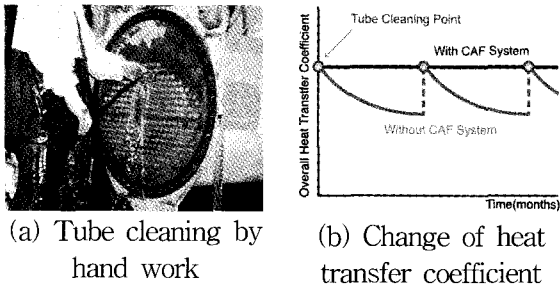 Tube Cleaning Point
With CAF System
Without CAF System
Overall Heat Transtfer Coefficient
Time(months)
(a) Tube cleaning by
hand work
(b) Change of heat
transfer coefficient